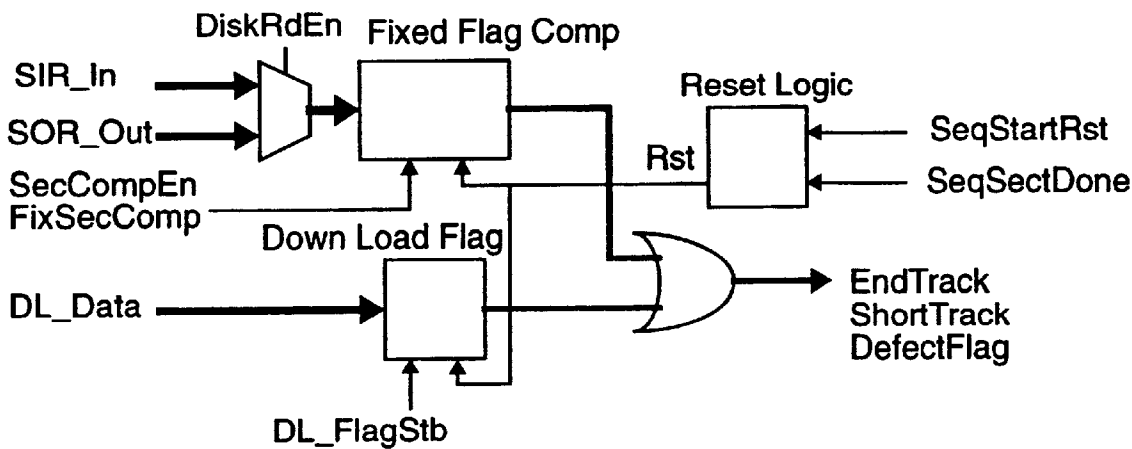 DiskRdEn
Fixed Flag Comp
SIR_In
Reset Logic
SOR_Out
SeqStartRst
Rst
SecCompEn
SeqSectDone
FixSecComp
Down Load Flag
EndTrack
DL_Data
ShortTrack
DefectFlag
DL_FlagStb